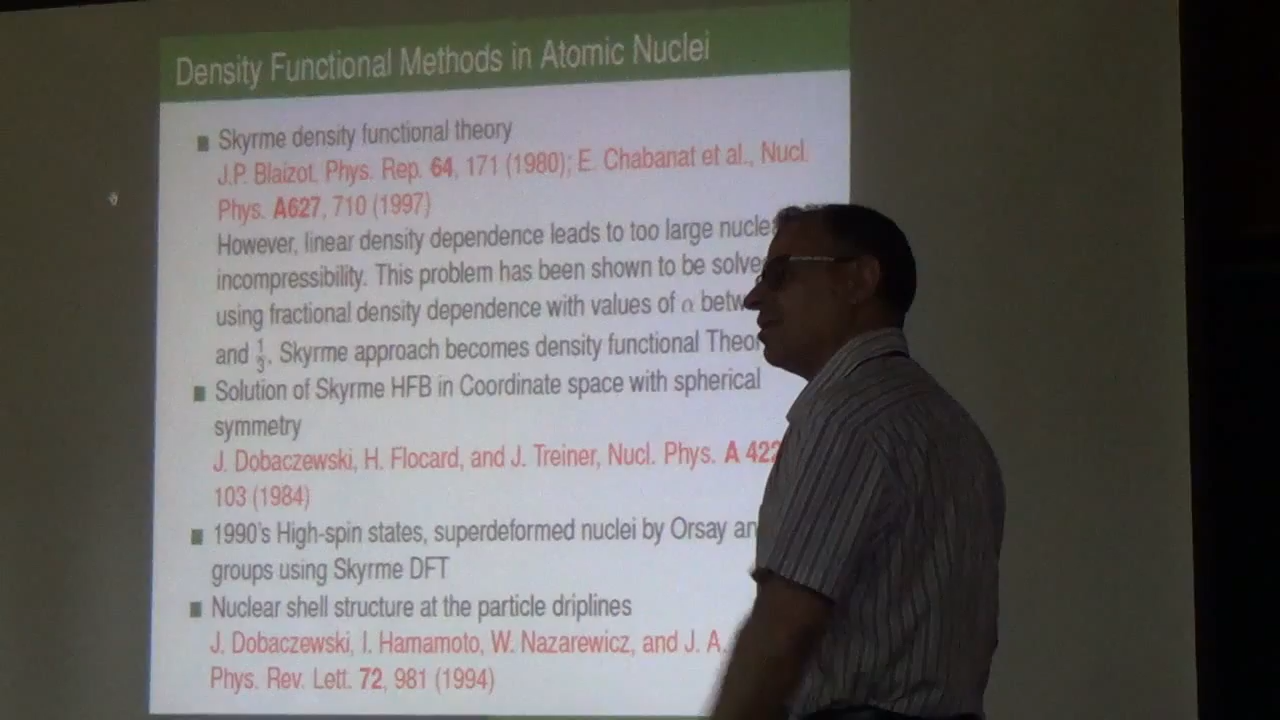 Density Functional Methods in Atomic Nuclei
Skyrme density functional theory
J.P. Blaizot, Phys. Rep. 64, 171 (1980); E. Chabanat et al., Nucl.
Phys. A627, 710 (1997)
However, linear density dependence leads to too large
incompressibility. This problem has been shown to be
using fractional density dependence with values of α
and 1/3. Skyrme approach becomes density functional
Solution of Skyrme HFB in Coordinate space with spherical
symmetry
J. Dobaczewski, H. Flocard, and J. Treiner, Nucl. Phys. A 422
103 (1984)
1990's High-spin states, superdeformed nuclei by Orsay
groups using Skyrme DFT
Nuclear shell structure at the particle driplines
J. Dobaczewski, I. Hamamoto, W. Nazarewicz, and J. A.
Phys. Rev. Lett. 72, 981 (1994)